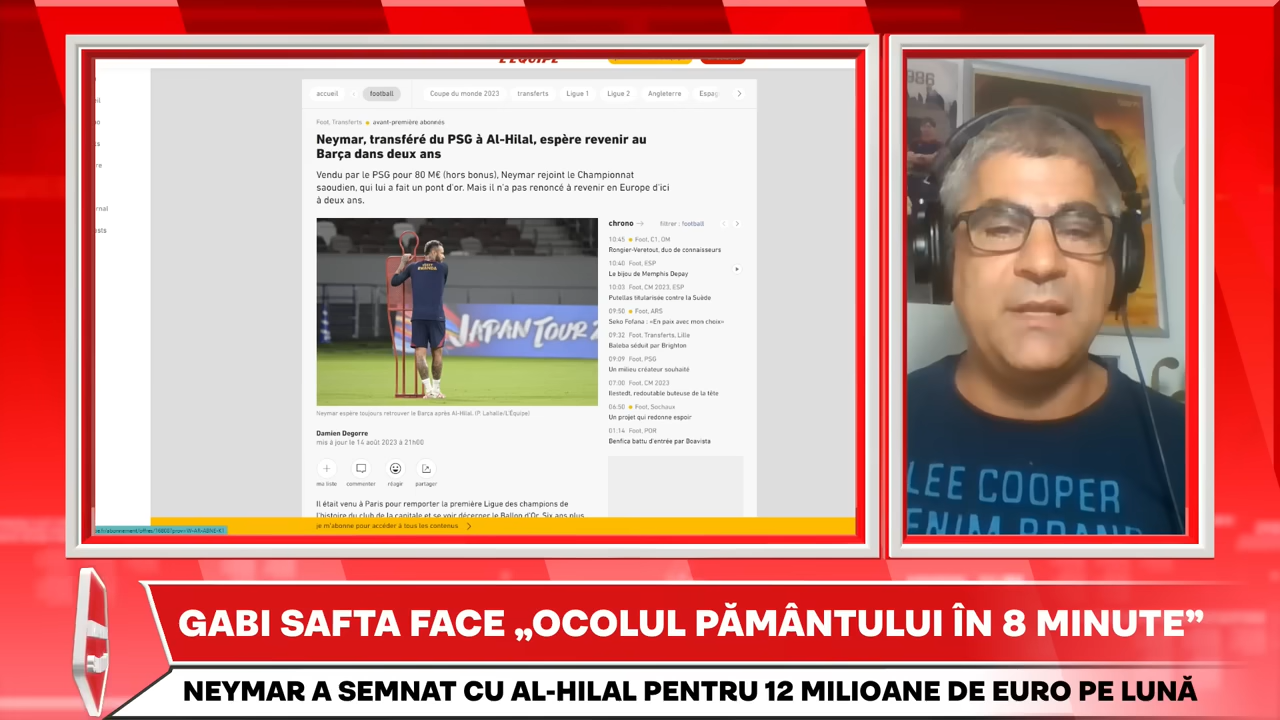 L'ÉQUIPE
accueil
football
Coupe du monde 2023
transferts
Ligue 1
Ligue 2
Angleterre
Espag
Foot, Transferts
avant-première abonnés
Neymar, transféré du PSG à Al-Hilal, espère revenir au
Barça dans deux ans
Vendu par le PSG pour 80 M€ (hors bonus), Neymar rejoint le Championnat
saoudien, qui lui a fait un pont d'or. Mais il n'a pas renoncé à revenir en Europe d'ici
à deux ans.
JAPAN TOUR 2
Neymar espère toujours retrouver le Barça après Al-Hilal. (P. Lahalle/L'Équipe)
Damien Degorre
mis à jour le 14 août 2023 à 21h00
ma liste
commenter
réagir
partager
Il était venu à Paris pour remporter la première Ligue des champions de
l'histoire du club de la capitale et se voir décerner le Ballon d'Or. Six ans plus
je m'abonne pour accéder à tous les contenus
chrono
filtrer : football
10:45 Foot, C1, OM
Rongier-Veretout, duo de connaisseurs
10:40 Foot, ESP
Le bijou de Memphis Depay
10:03 Foot, CM 2023, ESP
Putellas titularisée contre la Suède
09:50 Foot, ARS
Seko Fofana : «En paix avec mon choix»
09:32 Foot, Transferts, Lille
Baleba séduit par Brighton
09:09 Foot, PSG
Un milieu créateur souhaité
07:00 Foot, CM 2023
Ilestedt, redoutable buteuse de la tête
06:50 Foot, Sochaux
Un projet qui redonne espoir
01:14 Foot, POR
Benfica battu d'entrée par Boavista
986
LEE COOPER
DENIM BRAND
GABI SAFTA FACE „OCOLUL PĂMÂNTULUI ÎN 8 MINUTE”
NEYMAR A SEMNAT CU AL-HILAL PENTRU 12 MILIOANE DE EURO PE LUNĂ